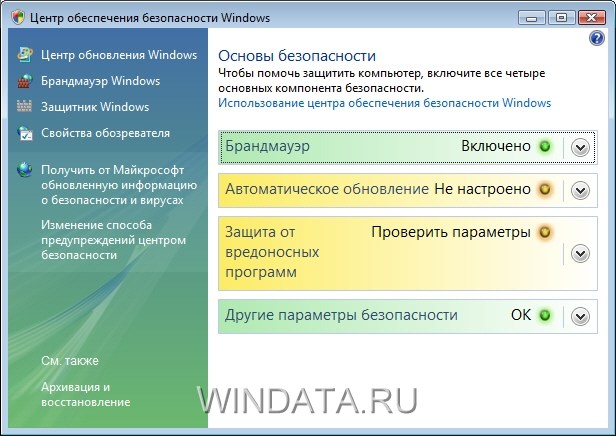 Центр обеспечения безопасности Windows
Центр обновления Windows
Брандмауэр Windows
Защитник Windows
Свойства обозревателя
Получить от Майкрософт
обновленную информацию
о безопасности и вирусах
Изменение способа
предупреждений центром
безопасности
См. также
Архивация и
восстановление
Основы безопасности
Чтобы помочь защитить компьютер, включите все четыре
основных компонента безопасности.
Использование центра обеспечения безопасности Windows
Брандмауэр Включено
Автоматическое обновление Не настроено
Защита от Проверить параметры
вредоносных
программ
Другие параметры безопасности ОК
WINDATA.RU